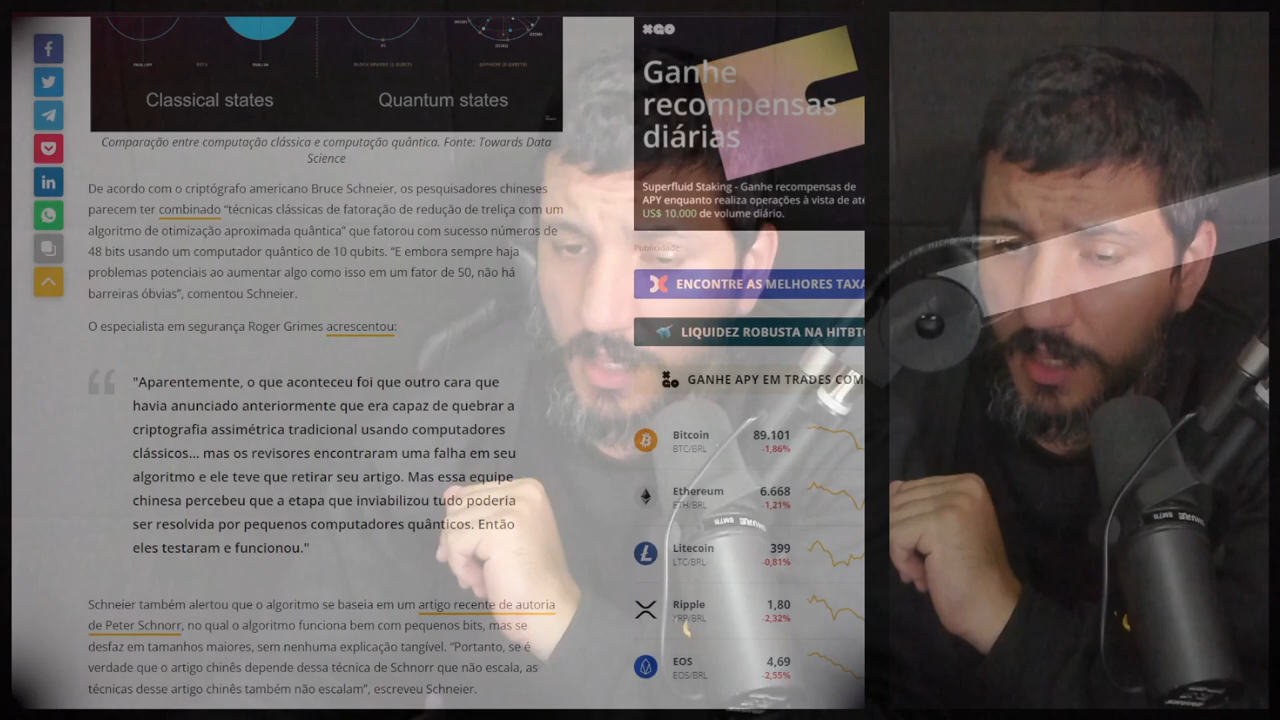 Classical states
Quantum states
Comparação entre computação clássica e computação quântica. Fonte: Towards Data
Science
De acordo com o criptógrafo americano Bruce Schneier, os pesquisadores chineses
parecem ter combinado “técnicas clássicas de fatoração de redução de treliça com um
algoritmo de otimização aproximada quântica” que fatorou com sucesso números de
48 bits usando um computador quântico de 10 qubits. “E embora sempre haja
problemas potenciais ao aumentar algo como isso em um fator de 50, não há
barreiras óbvias”, comentou Schneier.
O especialista em segurança Roger Grimes acrescentou:
"Aparentemente, o que aconteceu foi que outro cara que
havia anunciado anteriormente que era capaz de quebrar a
criptografia assimétrica tradicional usando computadores
clássicos... mas os revisores encontraram uma falha em seu
algoritmo e ele teve que retirar seu artigo. Mas essa equipe
chinesa percebeu que a etapa que inviabilizou tudo poderia
ser resolvida por pequenos computadores quânticos. Então
eles testaram e funcionou."
Schneier também alertou que o algoritmo se baseia em um artigo recente de autoria
de Peter Schnorr, no qual o algoritmo funciona bem com pequenos bits, mas se
desfaz em tamanhos maiores, sem nenhuma explicação tangível. “Portanto, se é
verdade que o artigo chinês depende dessa técnica de Schnorr que não escala, as
técnicas desse artigo chinês também não escalam”, escreveu Schneier.
Ganhe
recompensas
diárias
Superfluid Staking - Ganhe recompensas de
APY enquanto realiza operações à vista de até
US$ 10.000 de volume diário.
Publicidade
ENCONTRE AS MELHORES TAXA
LIQUIDEZ ROBUSTA NA HITBTC
GANHE APY EM TRADES COM
Bitcoin 89.101
BTC/BRL -1,86%
Ethereum 6.668
ETH/BRL -1,21%
Litecoin 399
LTC/BRL -0,81%
Ripple 1,80
XRP/BRL -2,32%
EOS 4,69
EOS/BRL -2,55%